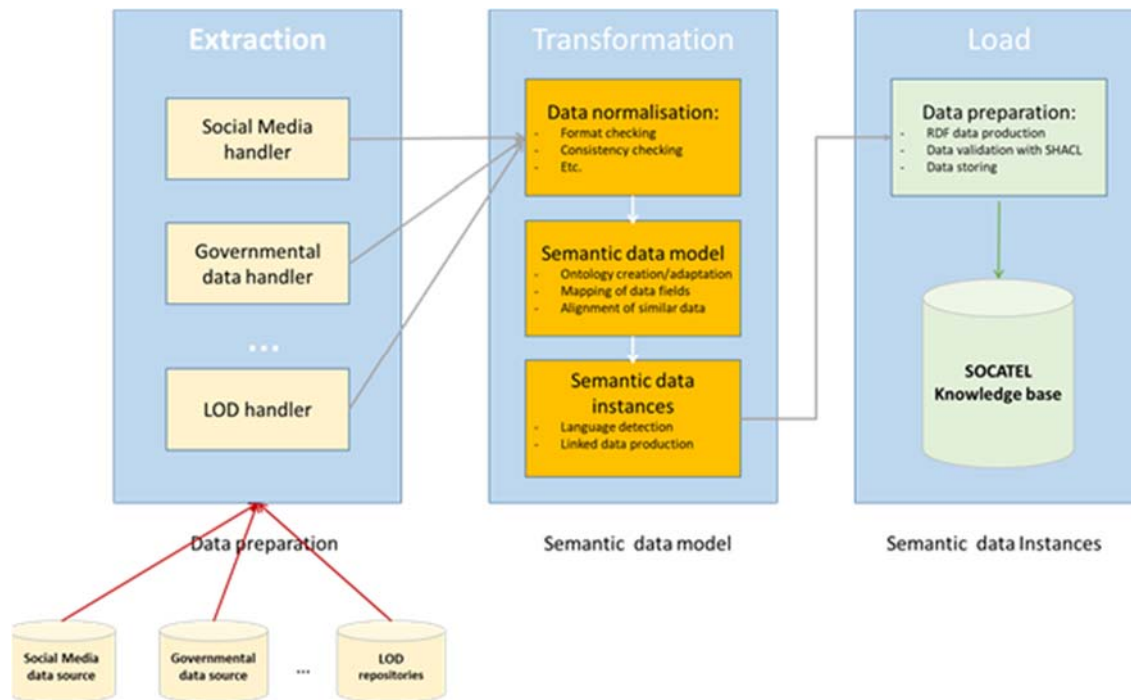 Extraction
Social Media
handler
Governmental
data handler
...
LOD handler
Transformation
Data normalisation:
- Format checking
- Consistency checking
- Etc.
Semantic data model
- Ontology creation/adaptation
- Mapping of data fields
- Alignment of similar data
Semantic data
instances
- Language detection
- Linked data production
Load
Data preparation:
- RDF data production
- Data validation with SHACL
- Data storing
SOCATEL
Knowledge base
Data preparation
Semantic data model
Semantic data Instances
Social Media
data source
Governmental
data source
...
LOD
repositories